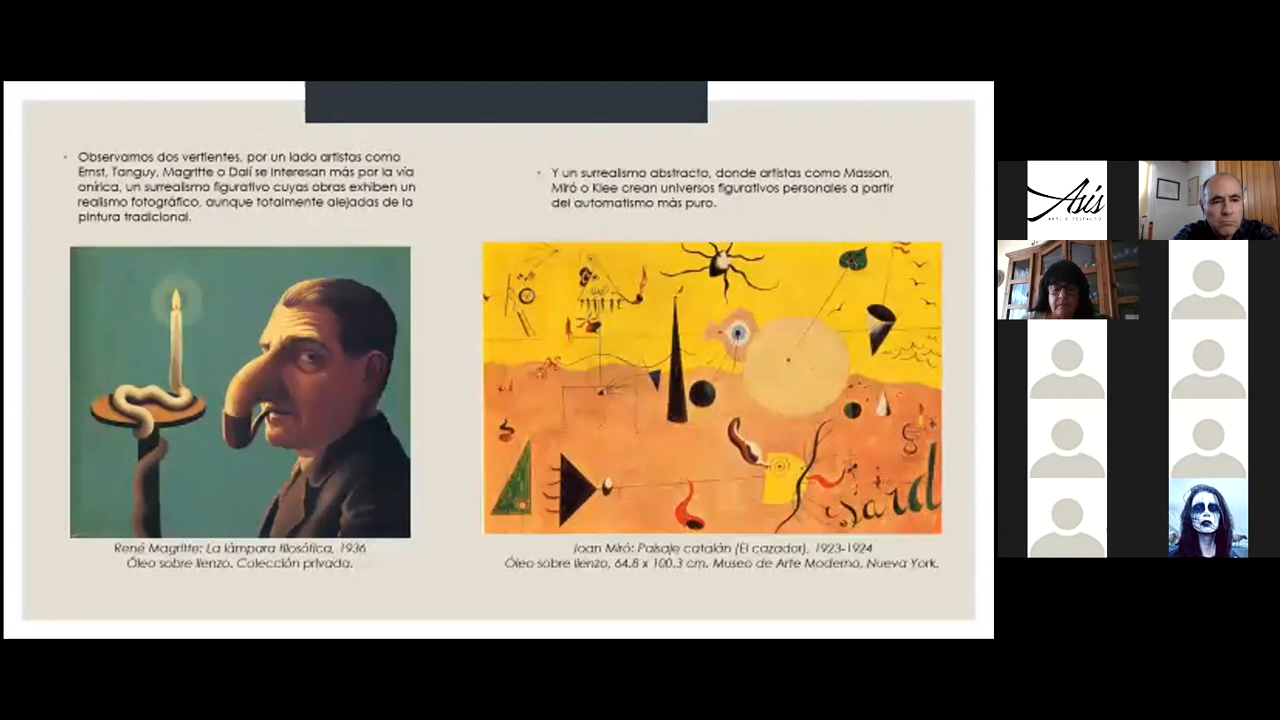 Observamos dos vertientes, por un lado artistas como
Ernst, Tanguy, Magritte o Dalí se interesan más por la vía
onírica, un surrealismo figurativo cuyas obras exhiben un
realismo fotográfico, aunque totalmente alejadas de la
pintura tradicional.
Y un surrealismo abstracto, donde artistas como Masson,
Miró o Klee crean universos figurativos personales a partir
del automatismo más puro.
sard
René Magritte: La lámpara filosófica, 1936
Óleo sobre lienzo. Colección privada.
Joan Miró: Paisaje catalán (El cazador), 1923-1924
Óleo sobre lienzo, 64.8 x 100.3 cm. Museo de Arte Moderno, Nueva York.
Asis